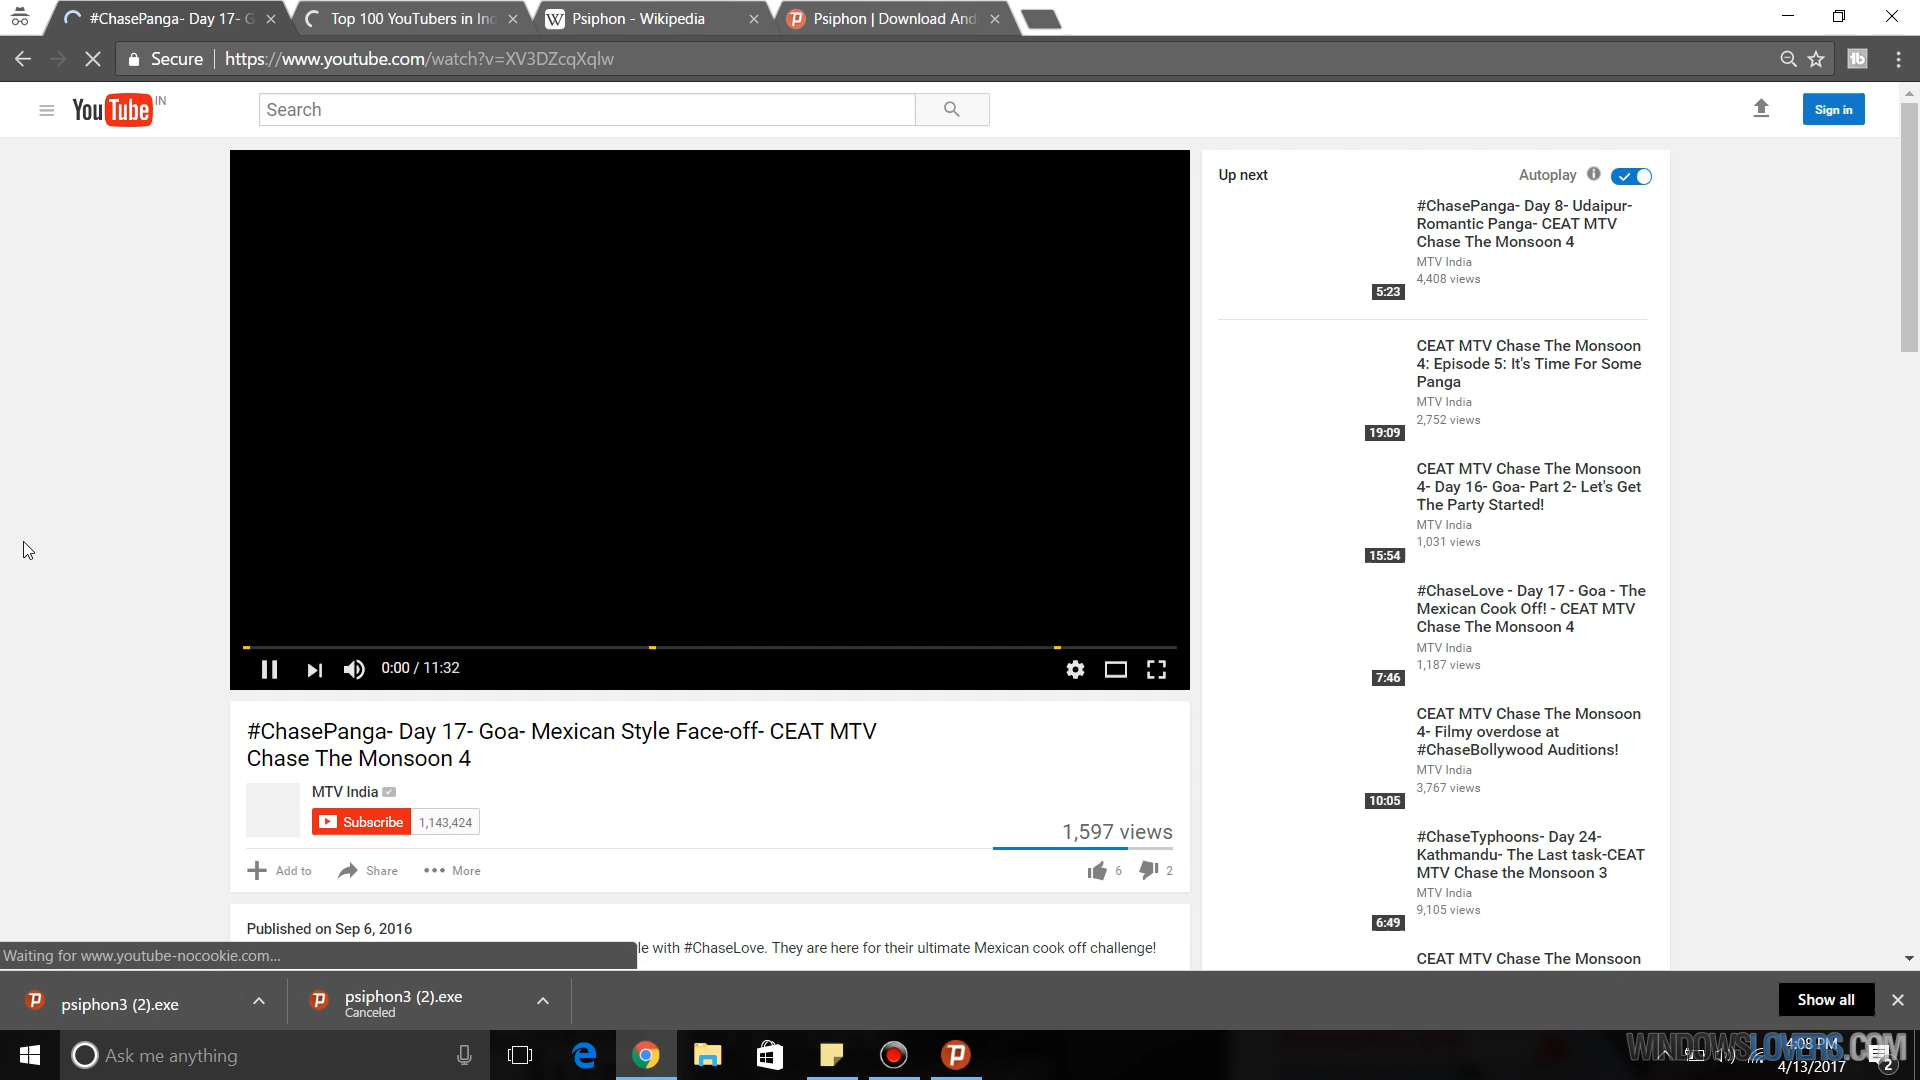 #ChasePanga- Day 17- G
Top 100 YouTubers in Ind
Psiphon - Wikipedia
Psiphon | Download And
Secure
https://www.youtube.com/watch?v=XV3DZcqXqlw
YouTube IN
Search
Sign in
Up next
Autoplay
#ChasePanga- Day 8- Udaipur-
Romantic Panga- CEAT MTV
Chase The Monsoon 4
MTV India
4,408 views
5:23
CEAT MTV Chase The Monsoon
4: Episode 5: It's Time For Some
Panga
MTV India
2,752 views
19:09
CEAT MTV Chase The Monsoon
4- Day 16- Goa- Part 2- Let's Get
The Party Started!
MTV India
1,031 views
15:54
#ChaseLove - Day 17 - Goa - The
Mexican Cook Off! - CEAT MTV
Chase The Monsoon 4
MTV India
1,187 views
7:46
CEAT MTV Chase The Monsoon
4- Filmy overdose at
#ChaseBollywood Auditions!
MTV India
3,767 views
10:05
#ChaseTyphoons- Day 24-
Kathmandu- The Last task-CEAT
MTV Chase the Monsoon 3
MTV India
9,105 views
6:49
CEAT MTV Chase The Monsoon
0:00 / 11:32
#ChasePanga- Day 17- Goa- Mexican Style Face-off- CEAT MTV
Chase The Monsoon 4
MTV India
Subscribe 1,143,424
1,597 views
Add to Share More 6 2
Published on Sep 6, 2016
le with #ChaseLove. They are here for their ultimate Mexican cook off challenge!
Waiting for www.youtube-nocookie.com...
psiphon3 (2).exe
psiphon3 (2).exe
Canceled
Show all
Ask me anything
WINDOWSLOVERS.COM
4:08 PM
4/13/2017
2